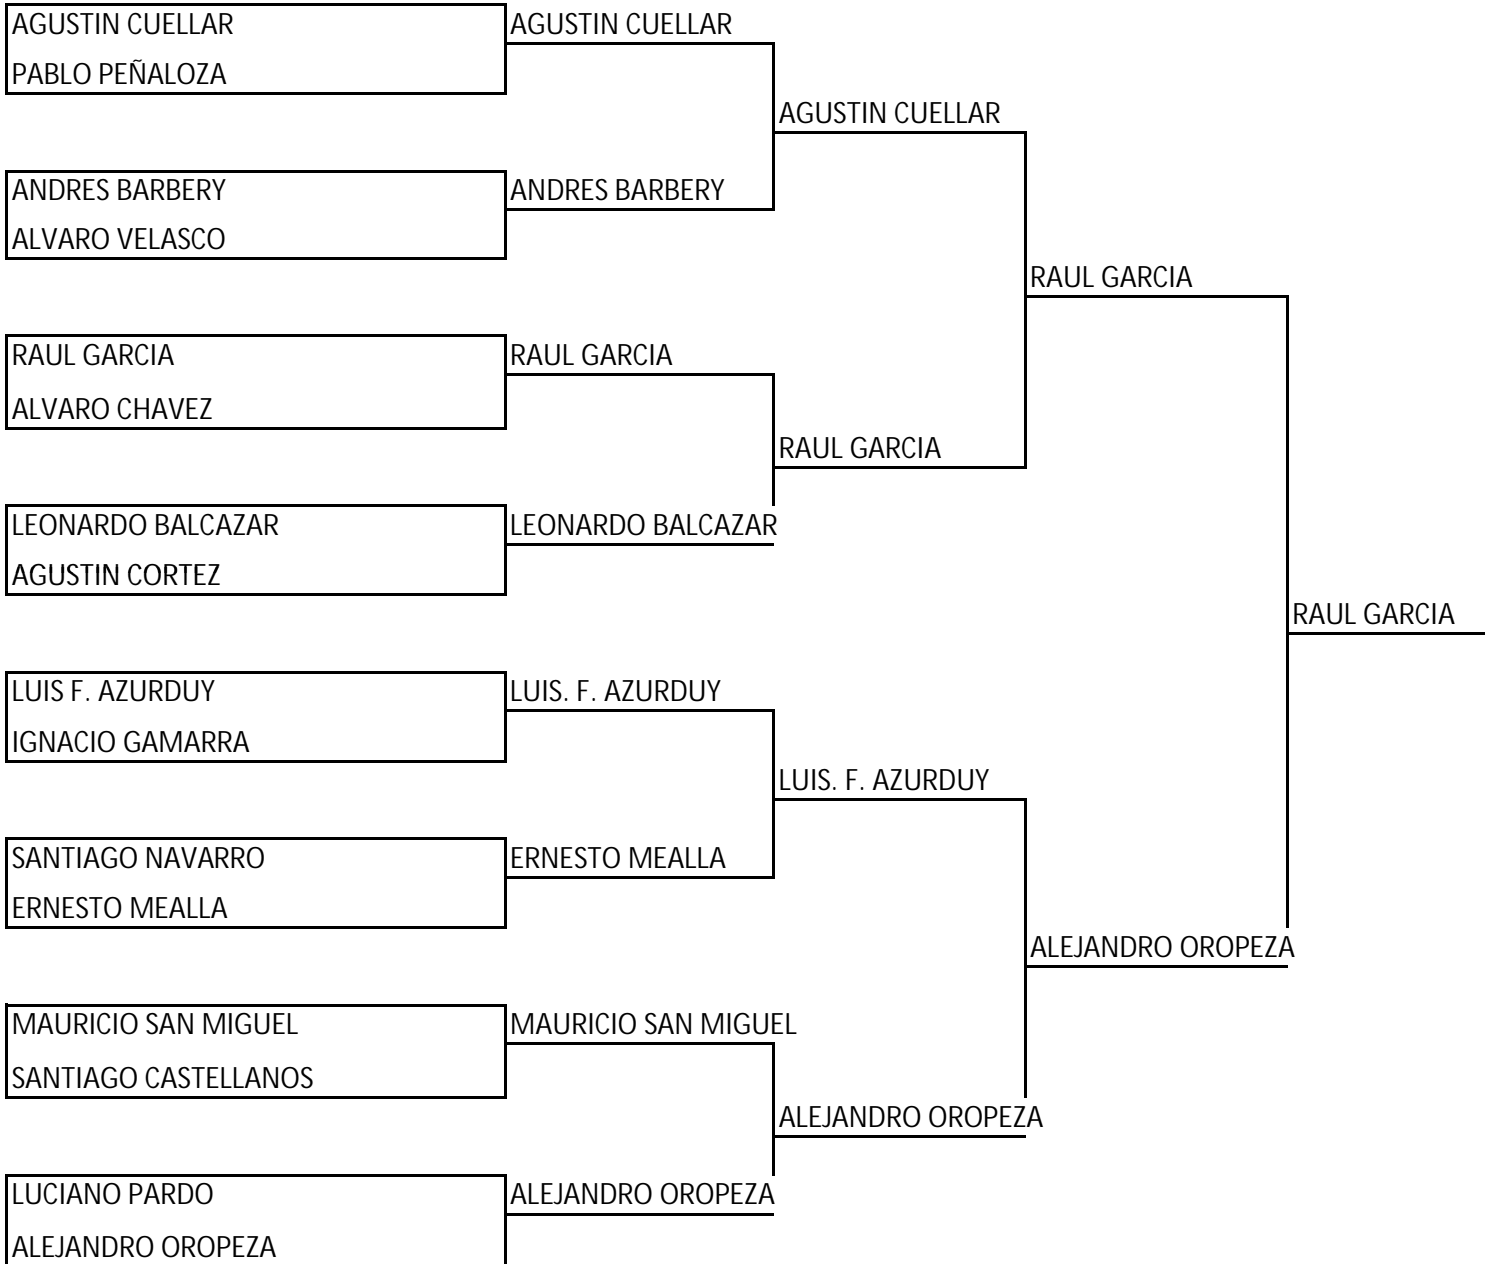 AGUSTIN CUELLAR
PABLO PEÑALOZA
ANDRES BARBERY
ALVARO VELASCO
RAUL GARCIA
ALVARO CHAVEZ
LEONARDO BALCAZAR
AGUSTIN CORTEZ
LUIS F. AZURDUY
IGNACIO GAMARRA
SANTIAGO NAVARRO
ERNESTO MEALLA
MAURICIO SAN MIGUEL
SANTIAGO CASTELLANOS
LUCIANO PARDO
ALEJANDRO OROPEZA
AGUSTIN CUELLAR
ANDRES BARBERY
RAUL GARCIA
LEONARDO BALCAZAR
LUIS. F. AZURDUY
ERNESTO MEALLA
MAURICIO SAN MIGUEL
ALEJANDRO OROPEZA
AGUSTIN CUELLAR
RAUL GARCIA
LUIS. F. AZURDUY
ALEJANDRO OROPEZA
RAUL GARCIA
ALEJANDRO OROPEZA
RAUL GARCIA